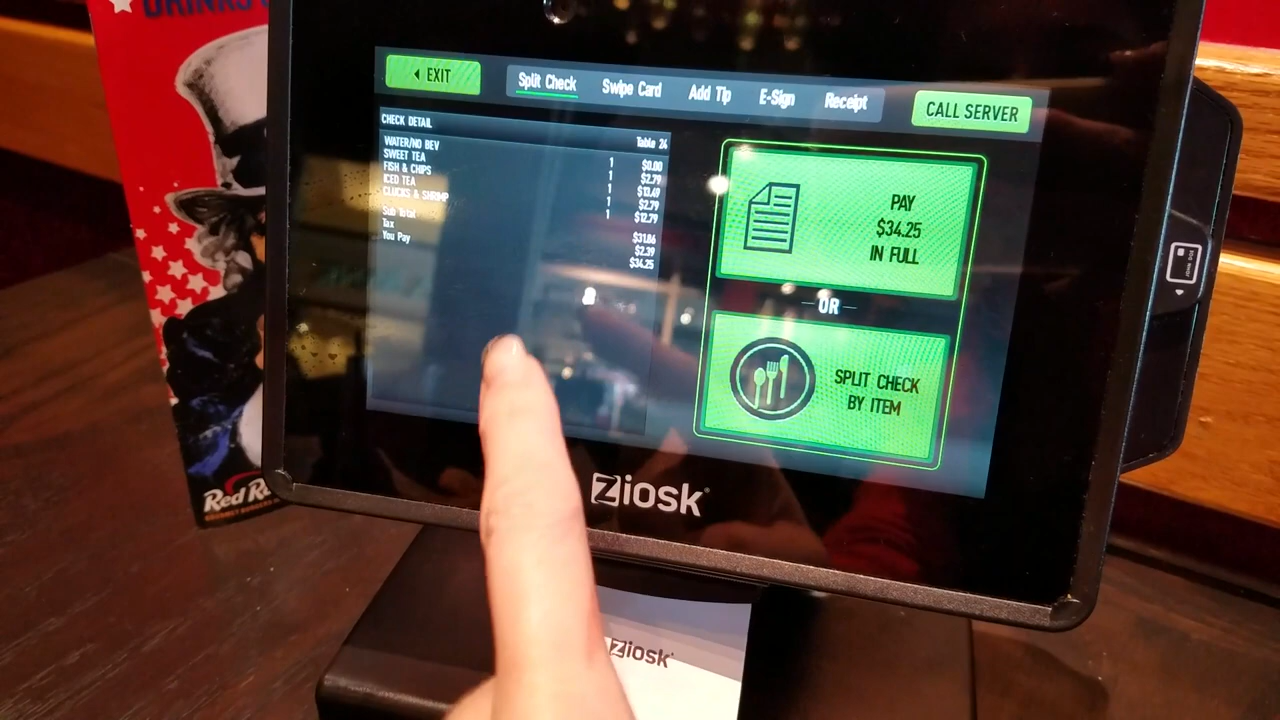 DRINKS
EXIT
Split Check Swipe Card Add Tip E-Sign Receipt
CALL SERVER
CHECK DETAIL
Table 24
WATER/NO BEV 1 $0.00
SWEET TEA 1 $2.79
FISH & CHIPS 1 $13.49
ICED TEA 1 $2.79
CLUCKS & SHRIMP 1 $12.79
Sub Total $31.86
Tax $2.39
You Pay $34.25
PAY
$34.25
IN FULL
OR
SPLIT CHECK
BY ITEM
Ziosk
Red
Ziosk